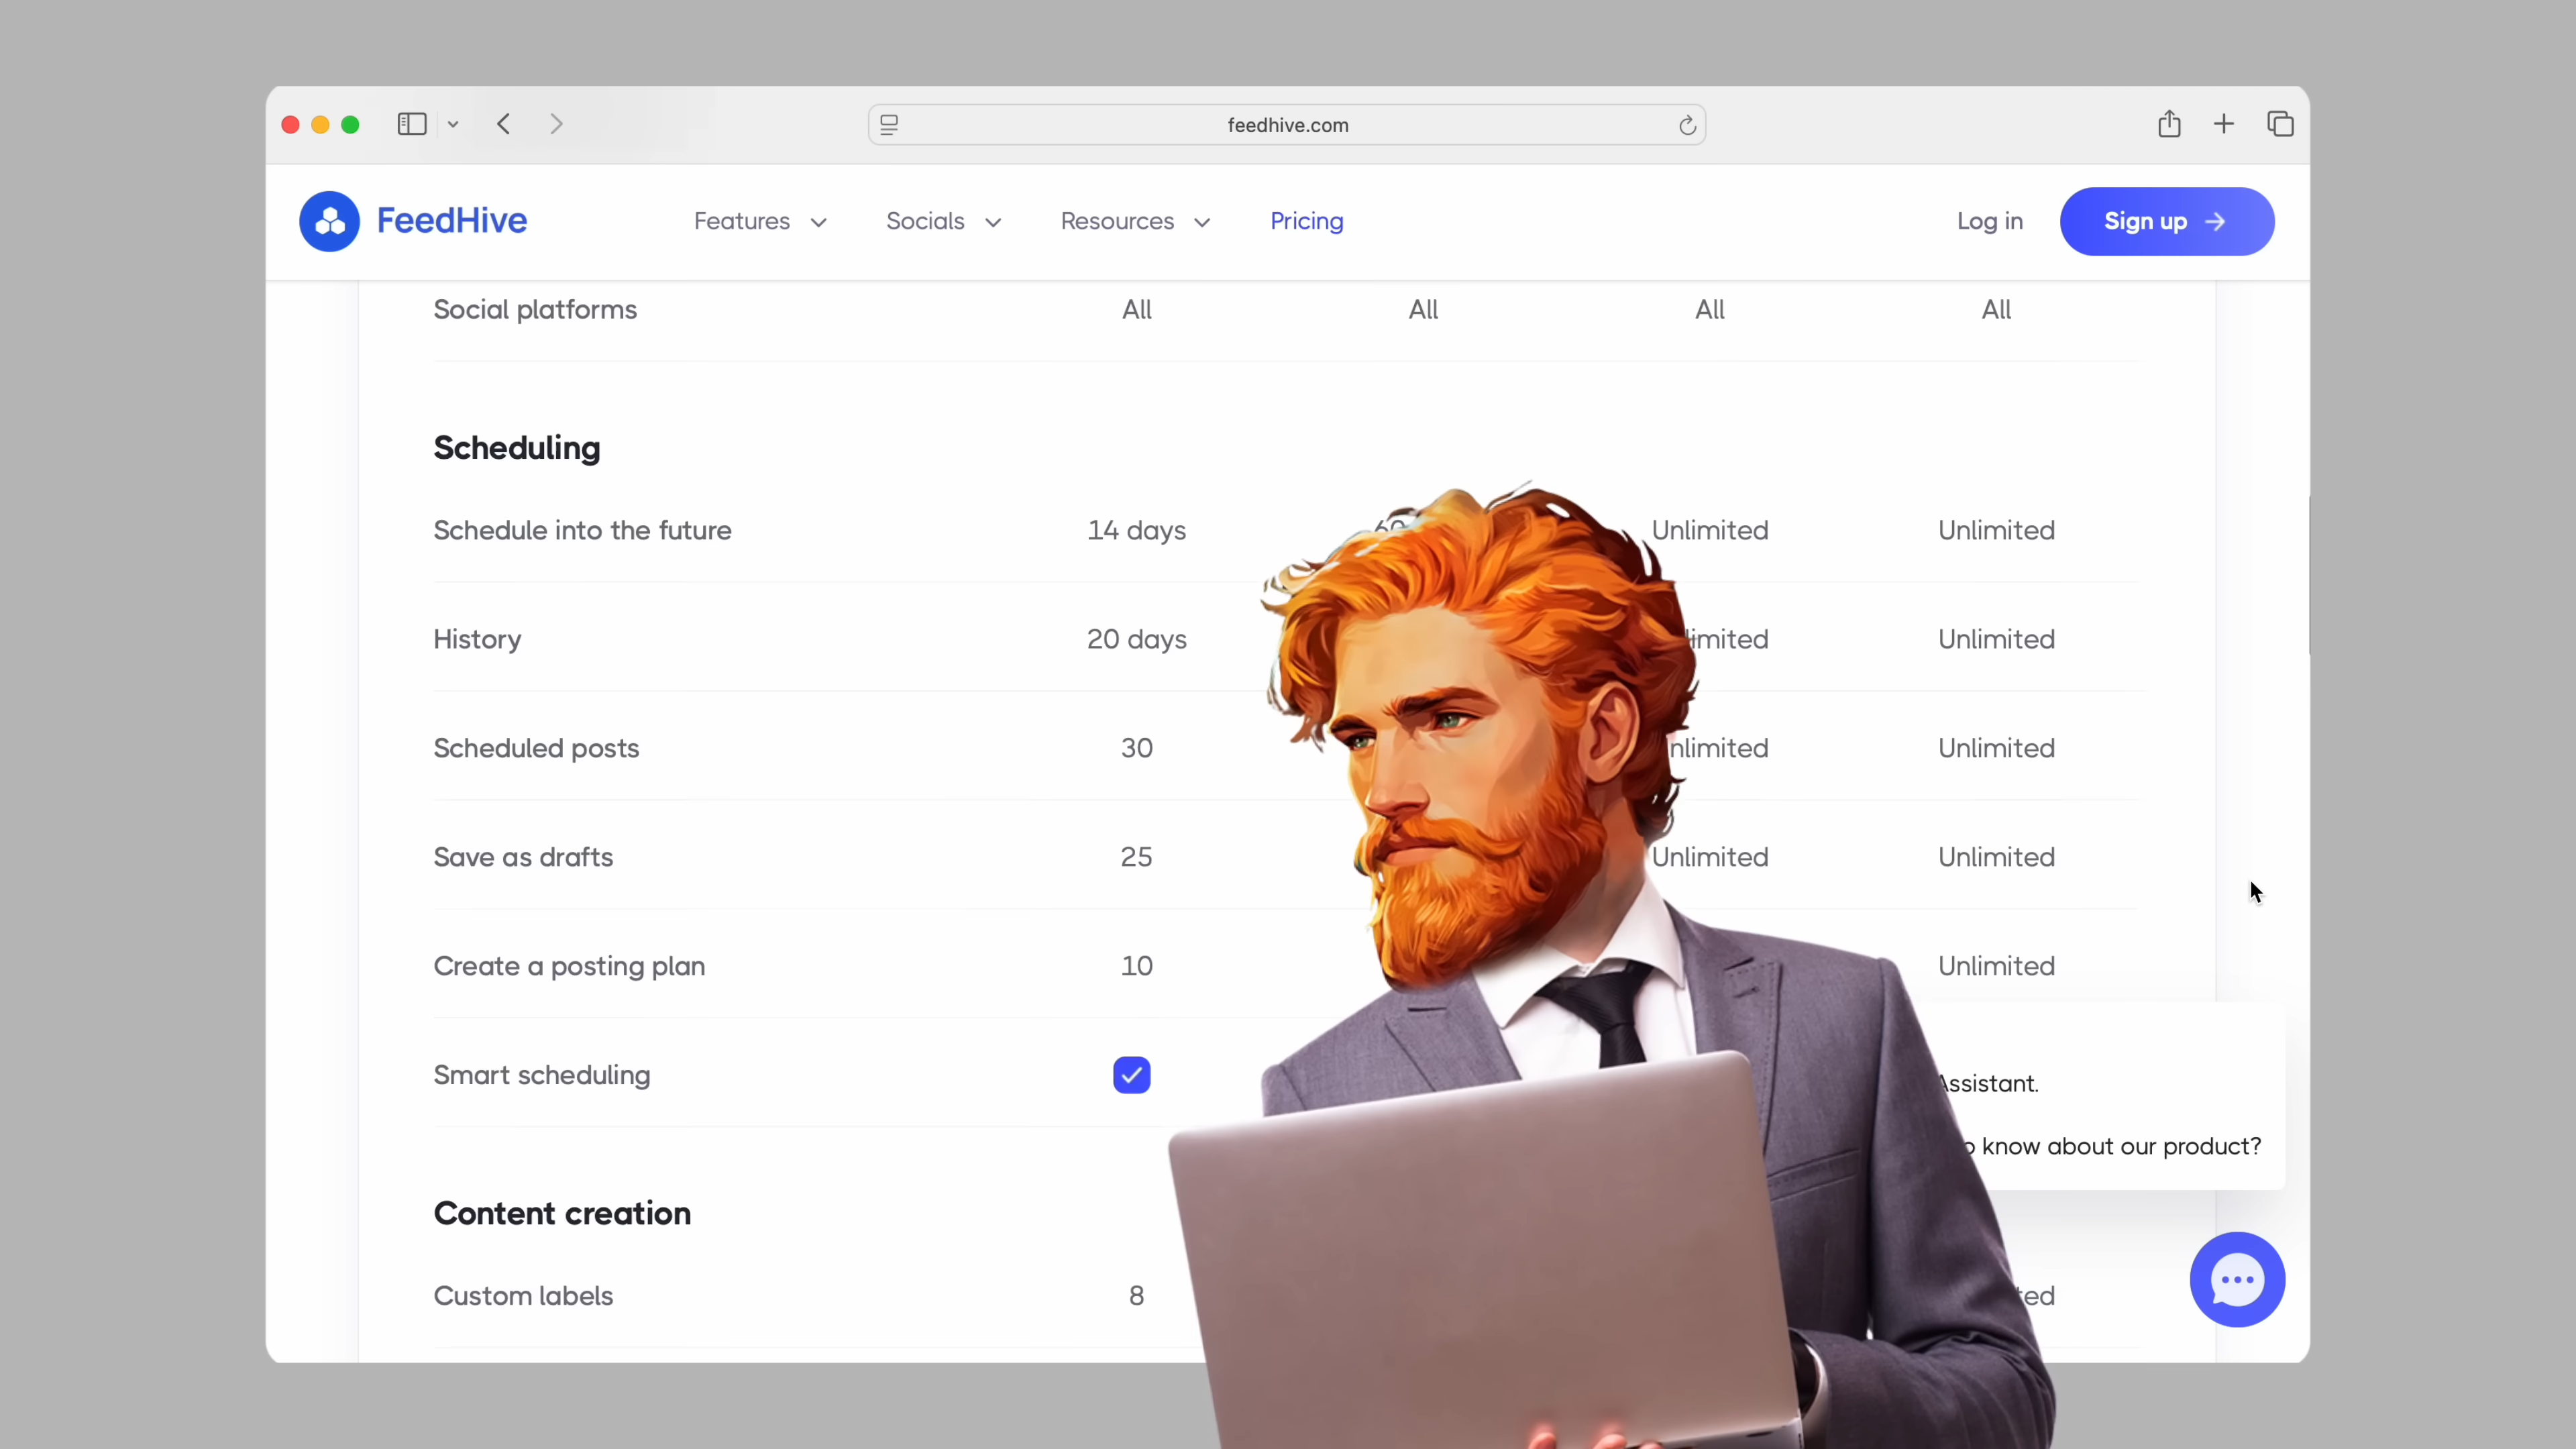 feedhive.com
FeedHive Features Socials Resources Pricing Log in Sign up
Social platforms All All All All
Scheduling
Schedule into the future 14 days Unlimited Unlimited
History 20 days Unlimited
Scheduled posts 30 Unlimited
Save as drafts 25 Unlimited Unlimited
Create a posting plan 10 Unlimited
Smart scheduling
Assistant.
know about our product?
Content creation
Custom labels 8